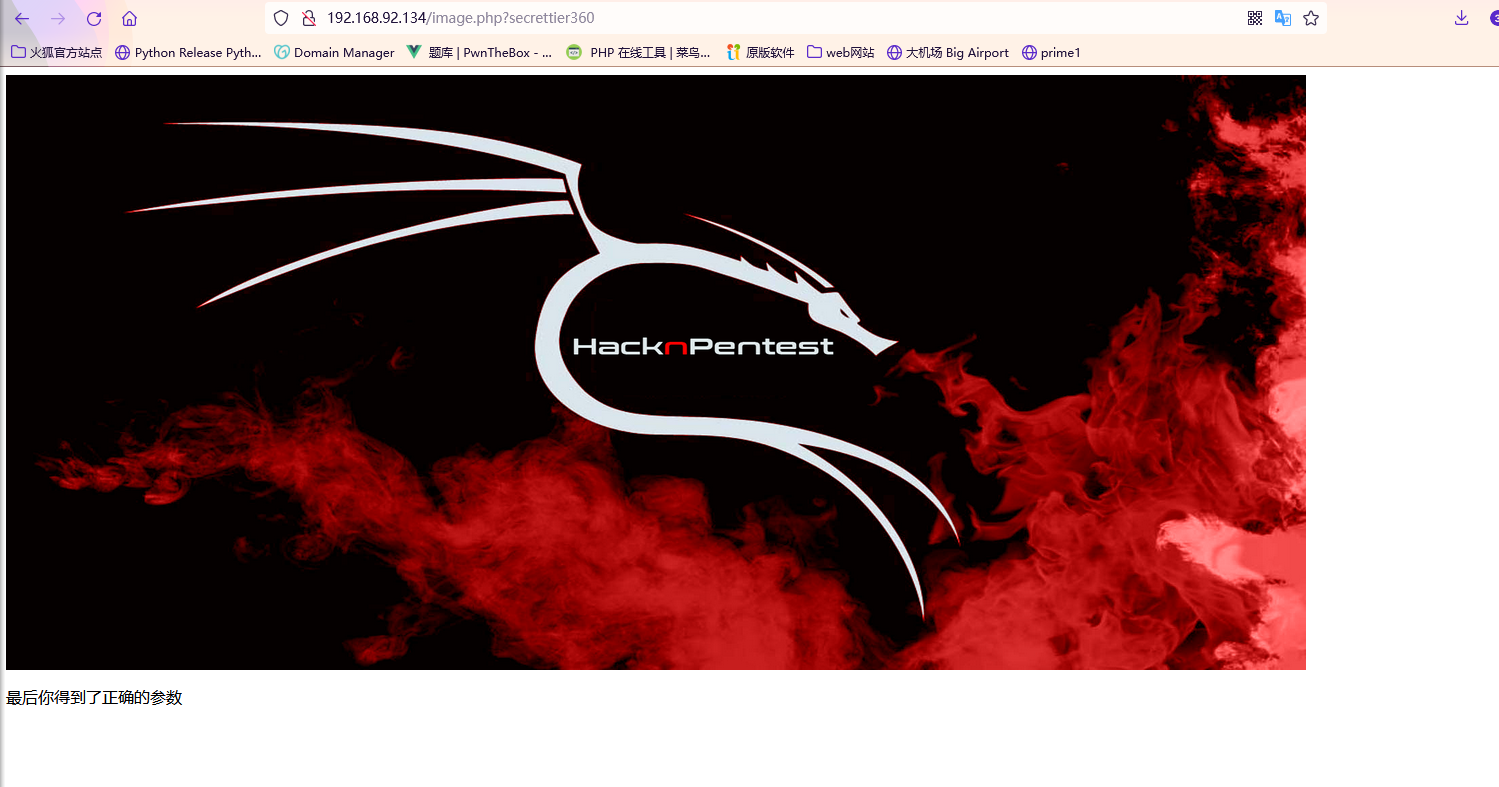 192.168.92.134/image.php?secrettier360
火狐官方站点 Python Release Pyth... Domain Manager 题库 | PwnTheBox - ... PHP 在线工具 | 菜鸟... 原版软件 web网站 大机场 Big Airport prime1
HacknPentest
最后你得到了正确的参数